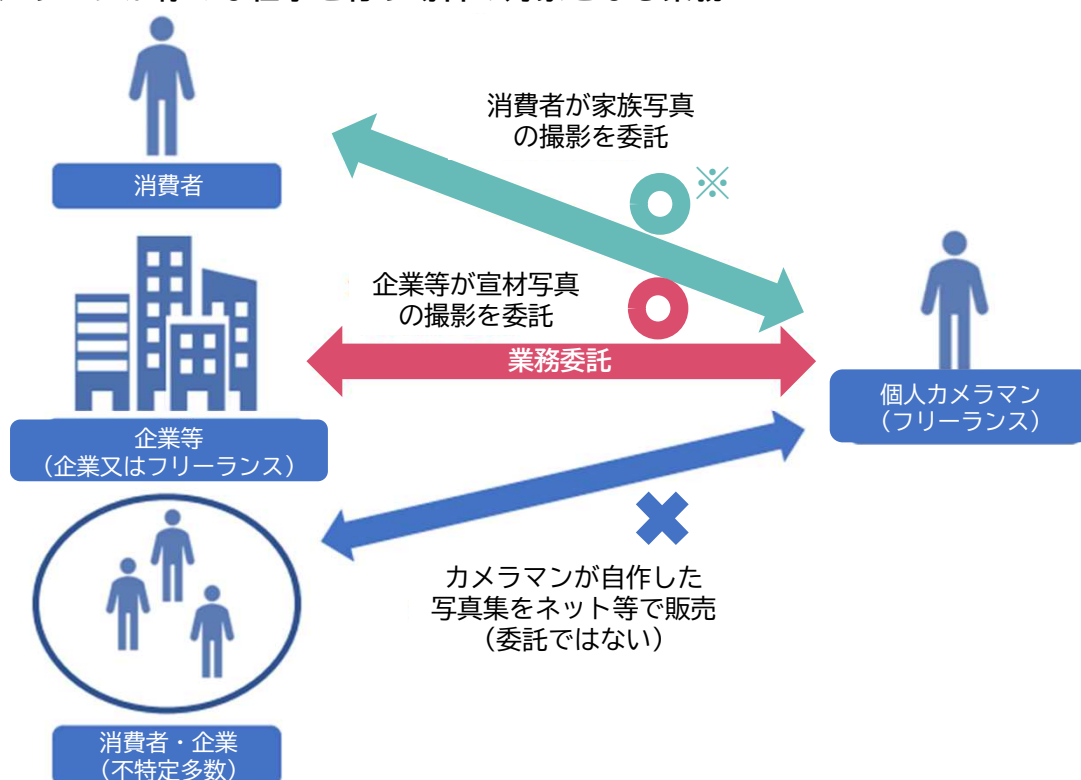 消費者が家族写真
の撮影を委託
※
消費者
企業等が宣材写真
の撮影を委託
業務委託
個人カメラマン
（フリーランス）
企業等
（企業又はフリーランス）
カメラマンが自作した
写真集をネット等で販売
（委託ではない）
消費者・企業
（不特定多数）